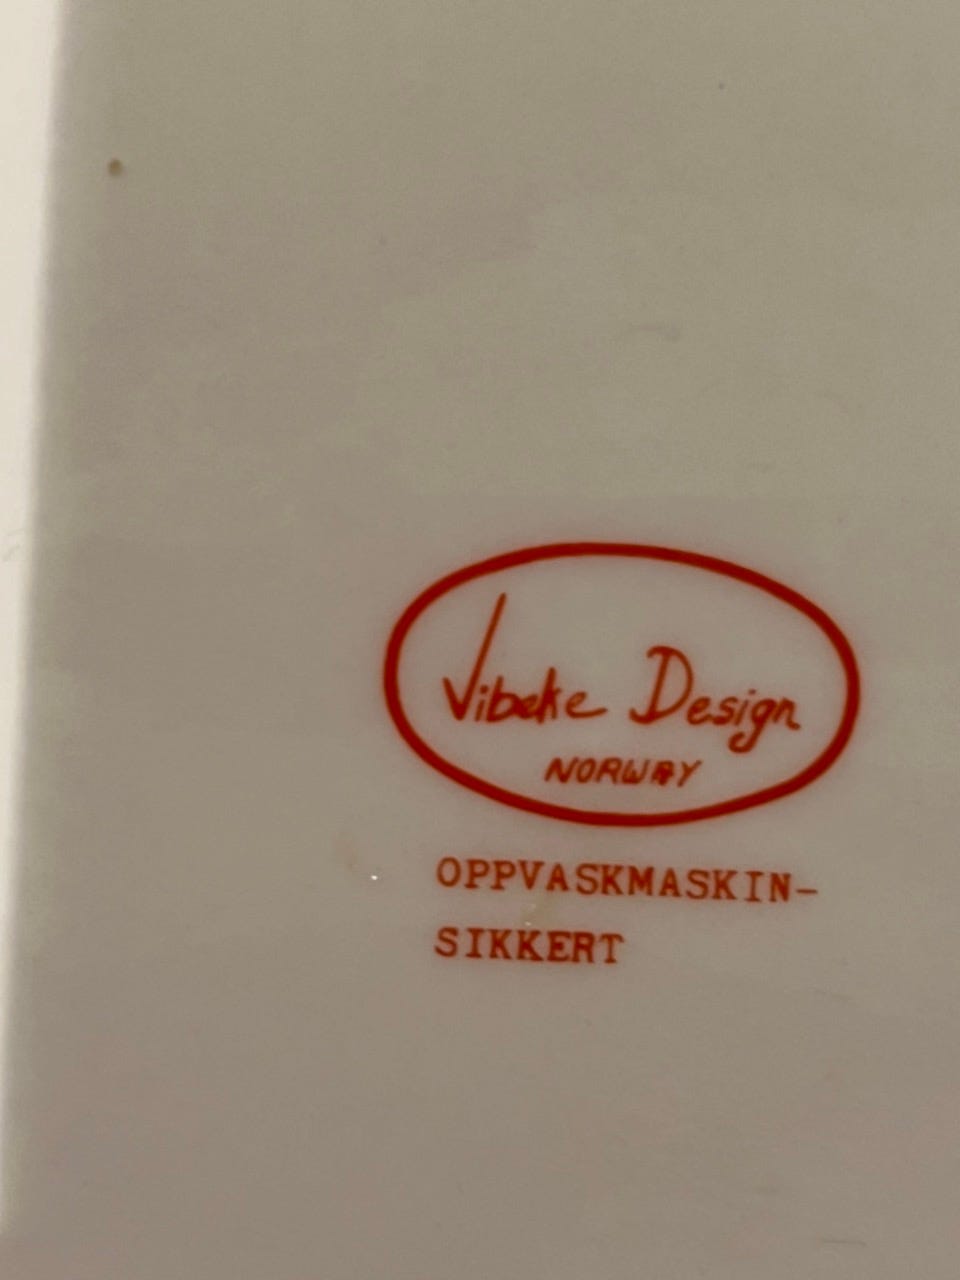 Vibeke Design
NORWAY
OPPVASKMASKIN-
SIKKERT